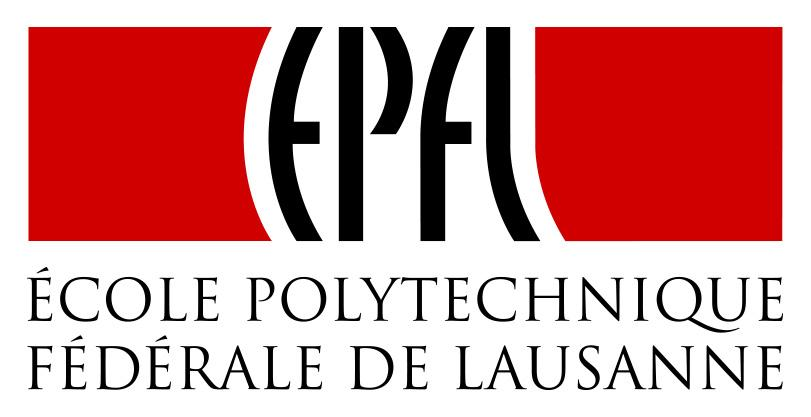 EPFL
ÉCOLE POLYTECHNIQUE
FÉDÉRALE DE LAUSANNE